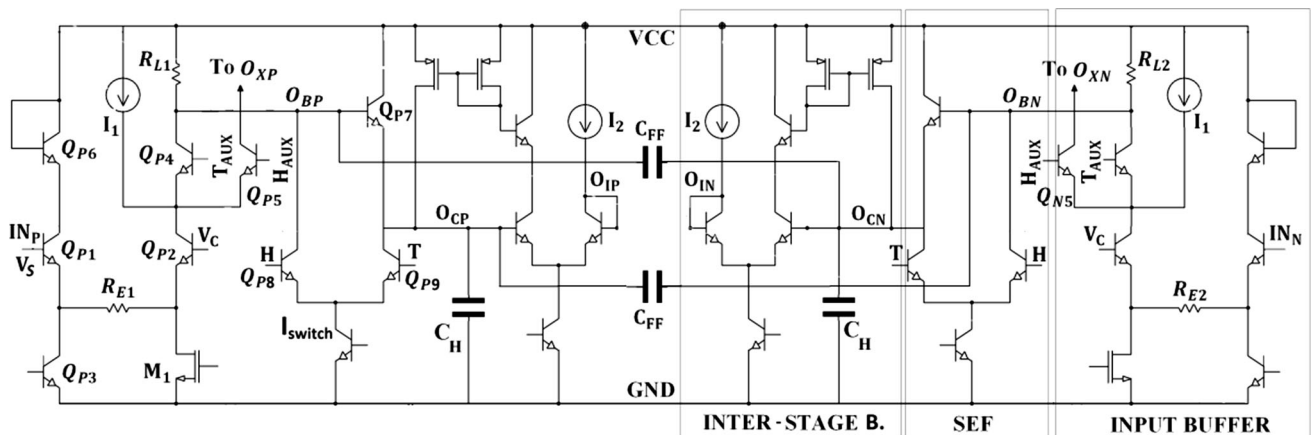 VCC
R_L1
To O_XP
O_BP
Q_P7
I_1
I_2
I_2
C_FF
O_BN
To O_XN
R_L2
I_1
Q_P6
Q_P4
T_AUX
H_AUX
Q_P5
O_IP
O_IN
H_AUX
T_AUX
Q_N5
IN_P
V_S
Q_P1
Q_P2
V_C
O_CP
O_CN
V_C
IN_N
H
Q_P8
T
Q_P9
T
H
R_E1
C_FF
R_E2
I_switch
C_H
C_H
Q_P3
M_1
GND
INTER-STAGE B.
SEF
INPUT BUFFER